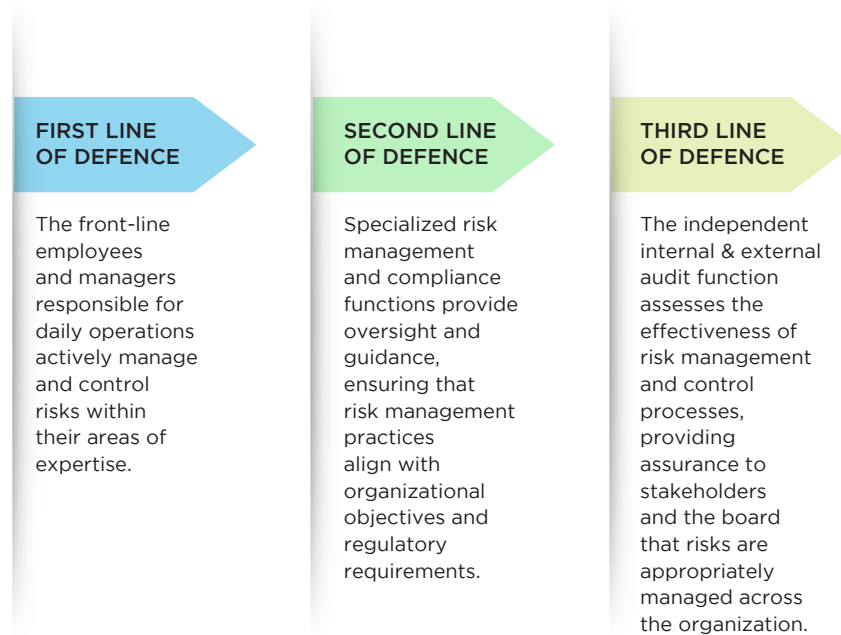 FIRST LINE
OF DEFENCE
The front-line
employees
and managers
responsible for
daily operations
actively manage
and control
risks within
their areas of
expertise.
SECOND LINE
OF DEFENCE
Specialized risk
management
and compliance
functions provide
oversight and
guidance,
ensuring that
risk management
practices
align with
organizational
objectives and
regulatory
requirements.
THIRD LINE
OF DEFENCE
The independent
internal & external
audit function
assesses the
effectiveness of
risk management
and control
processes,
providing
assurance to
stakeholders
and the board
that risks are
appropriately
managed across
the organization.